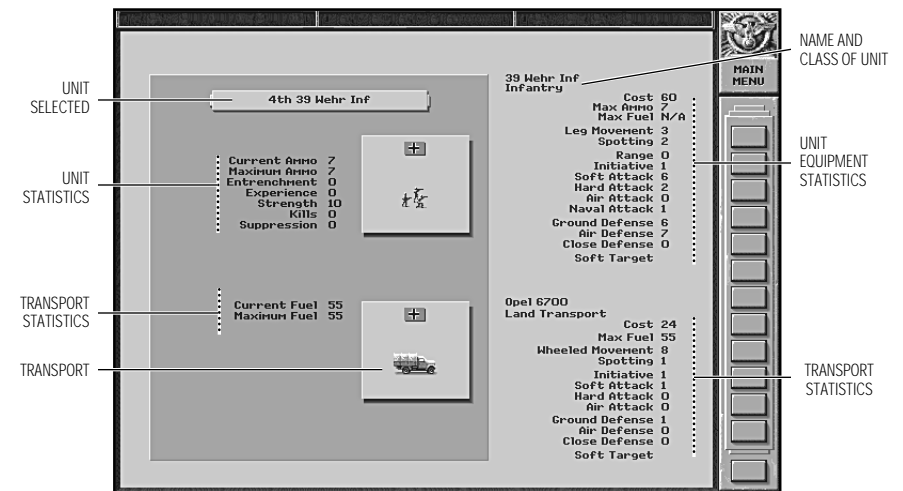 NAME AND
CLASS OF UNIT
MAIN
MENU
UNIT
SELECTED
4th 39 Wehr Inf
39 Wehr Inf
Infantry
Cost 60
Max Ammo 7
Max Fuel N/A
Leg Movement 3
Spotting 2
Range 0
Initiative 1
Soft Attack 6
Hard Attack 2
Air Attack 0
Naval Attack 1
Ground Defense 6
Air Defense 7
Close Defense 0
Soft Target
UNIT
EQUIPMENT
STATISTICS
UNIT
STATISTICS
Current Ammo 7
Maximum Ammo 7
Entrenchment 0
Experience 0
Strength 10
Kills 0
Suppression 0
TRANSPORT
STATISTICS
Current Fuel 55
Maximum Fuel 55
TRANSPORT
Opel 6700
Land Transport
Cost 24
Max Fuel 55
Wheeled Movement 8
Spotting 1
Initiative 1
Soft Attack 1
Hard Attack 0
Air Attack 0
Ground Defense 1
Air Defense 0
Close Defense 0
Soft Target
TRANSPORT
STATISTICS